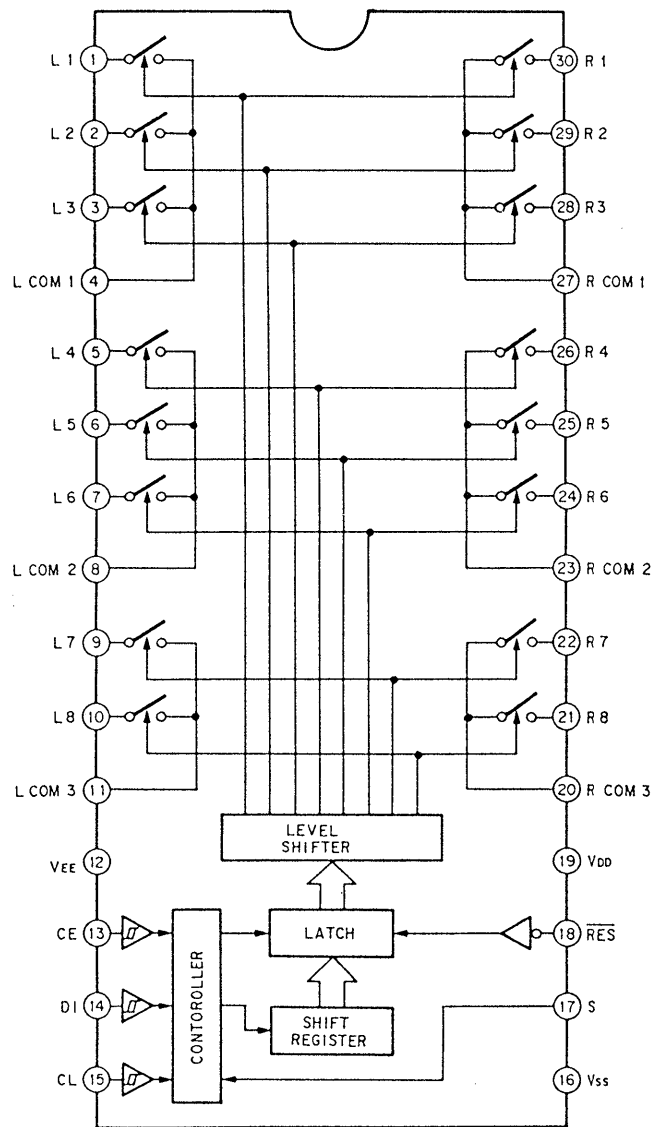 L 1 1 30 R 1
L 2 2 29 R 2
L 3 3 28 R 3
L COM 1 4 27 R COM 1
L 4 5 26 R 4
L 5 6 25 R 5
L 6 7 24 R 6
L COM 2 8 23 R COM 2
L 7 9 22 R 7
L 8 10 21 R 8
L COM 3 11 20 R COM 3
LEVEL
SHIFTER
VEE 12 19 VDD
CE 13 LATCH 18 RES
DI 14 CONTOROLLER 17 S
SHIFT
REGISTER
CL 15 16 Vss